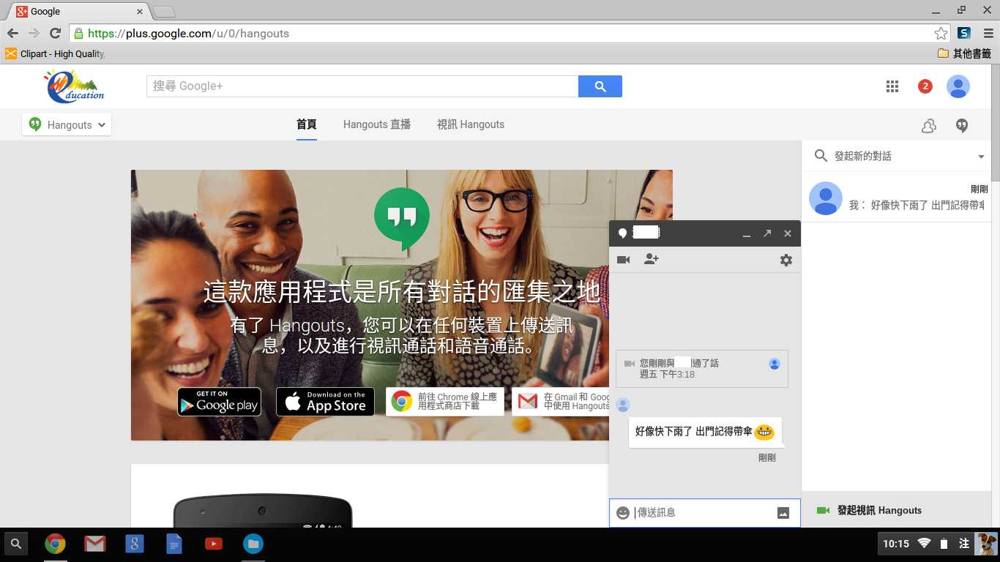 Google
https://plus.google.com/u/0/hangouts
Clipart - High Quality,
其他書籤
ducation
搜尋 Google+
2
Hangouts
首頁
Hangouts 直播
視訊 Hangouts
發起新的對話
剛剛
我： 好像快下雨了 出門記得帶傘
這款應用程式是所有對話的匯集之地
有了 Hangouts，您可以在任何裝置上傳送訊
息，以及進行視訊通話和語音通話。
GET IT ON
Google play
Download on the
App Store
前往 Chrome 線上應
用程式商店下載
在 Gmail 和 Goo
中使用 Hangouts
您剛剛與 通了話
週五 下午3:18
好像快下雨了 出門記得帶傘
剛剛
傳送訊息
發起視訊 Hangouts
10:15
注